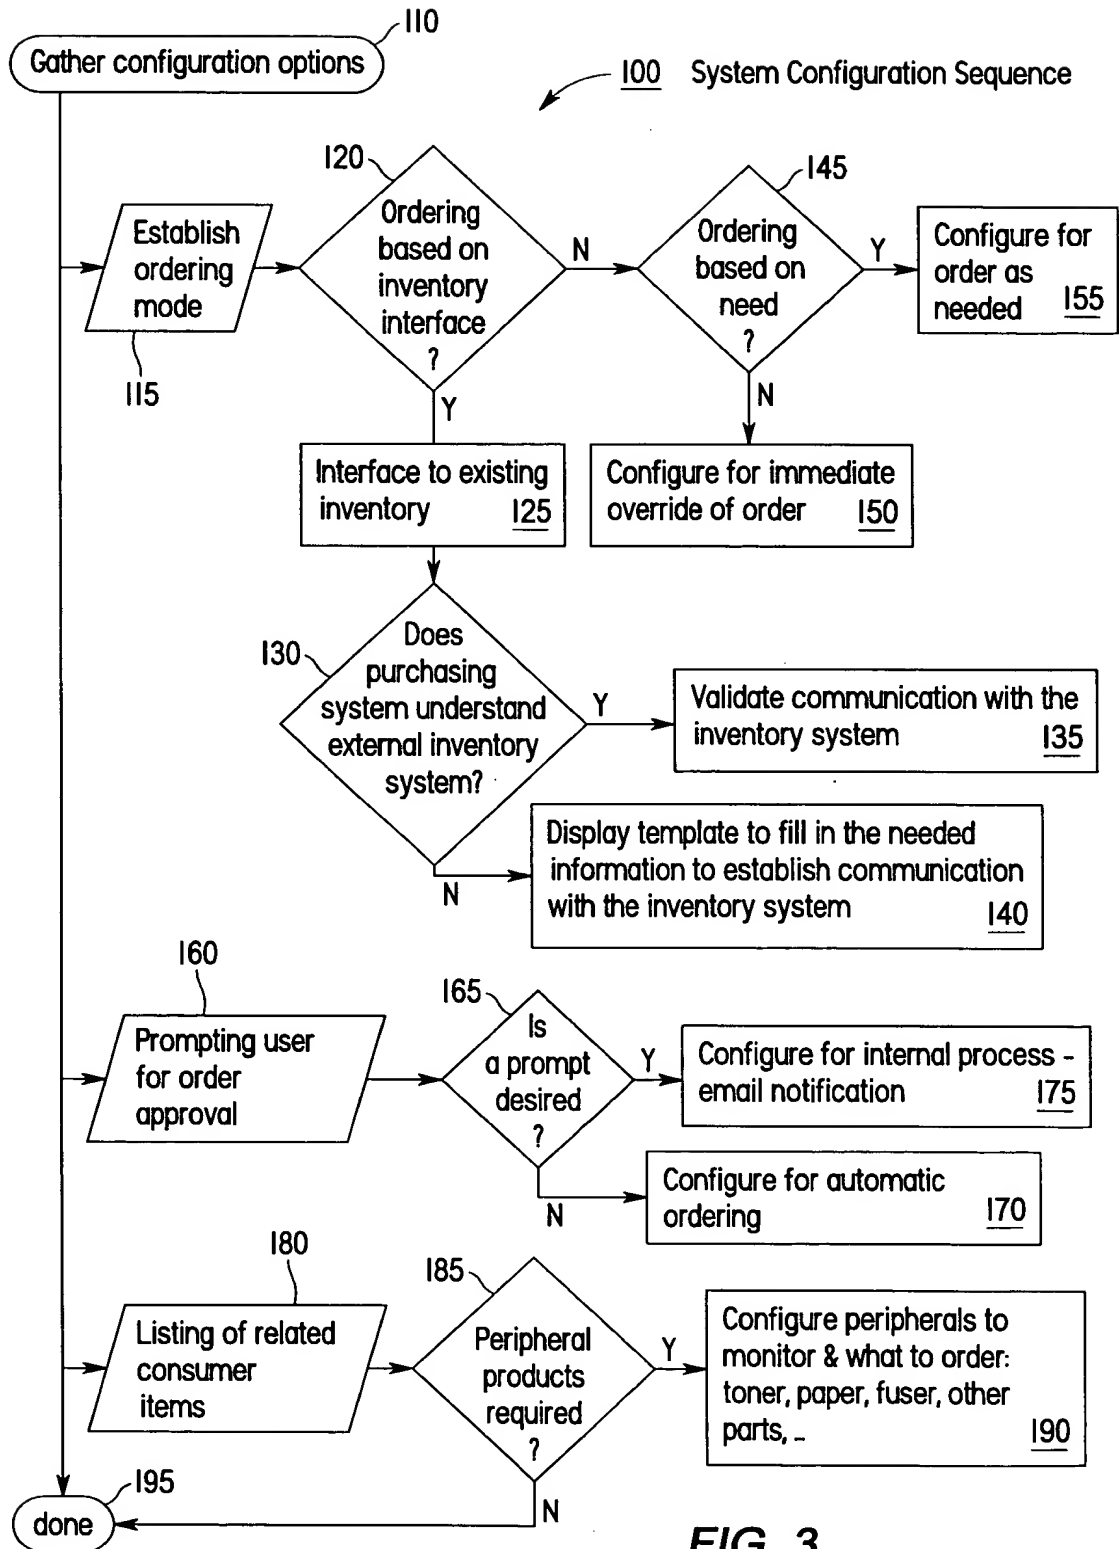 110
Gather configuration options
100 System Configuration Sequence
120
145
Establish
ordering
mode
115
Ordering
based on
inventory
interface
?
N
Y
Ordering
based on
need
?
Y
N
Configure for
order as
needed 155
Interface to existing
inventory 125
Configure for immediate
override of order 150
130
Does
purchasing
system understand
external inventory
system?
Y
N
Validate communication with the
inventory system 135
Display template to fill in the needed
information to establish communication
with the inventory system 140
160
Prompting user
for order
approval
165
Is
a prompt
desired
?
Y
N
Configure for internal process -
email notification 175
Configure for automatic
ordering 170
180
Listing of related
consumer
items
185
Peripheral
products
required
?
Y
N
Configure peripherals to
monitor & what to order:
toner, paper, fuser, other
parts, ... 190
195
done
FIG. 3